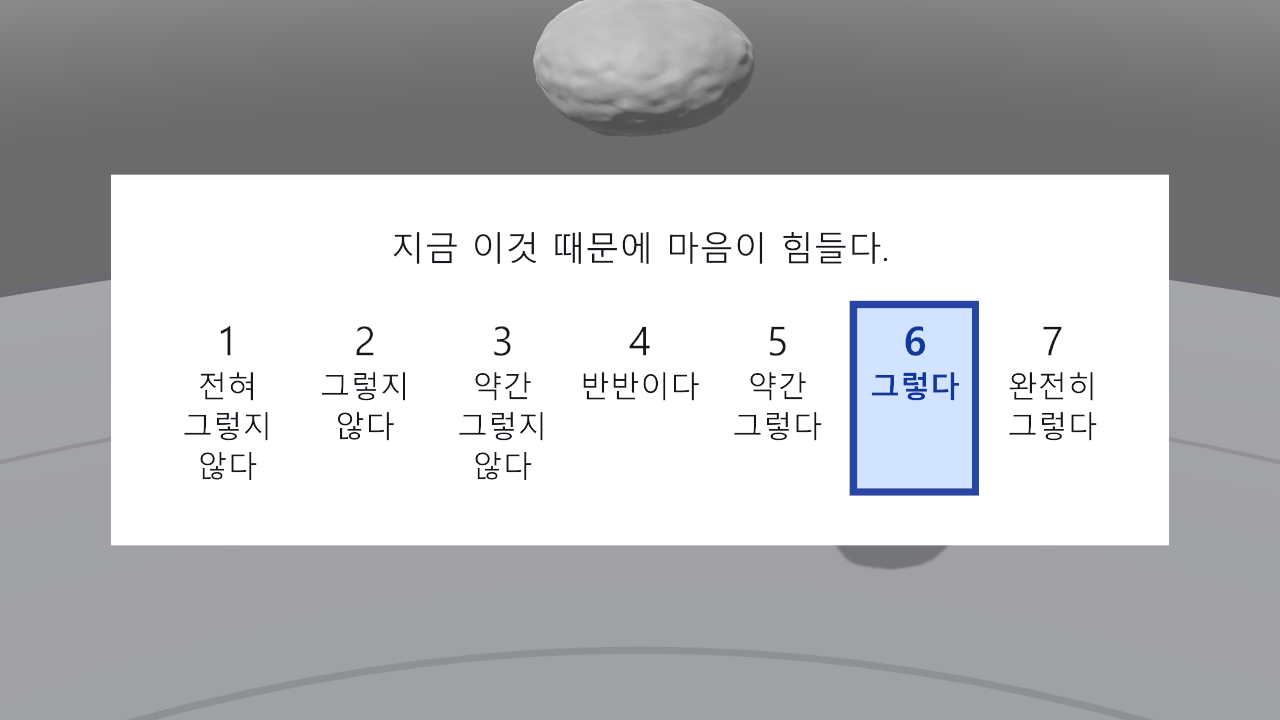 지금 이것 때문에 마음이 힘들다.
1 2 3 4 5 6 7
전혀 그렇지 약간 반반이다 약간 그렇다 완전히
그렇지 않다 그렇지 그렇다 그렇다
않다 않다